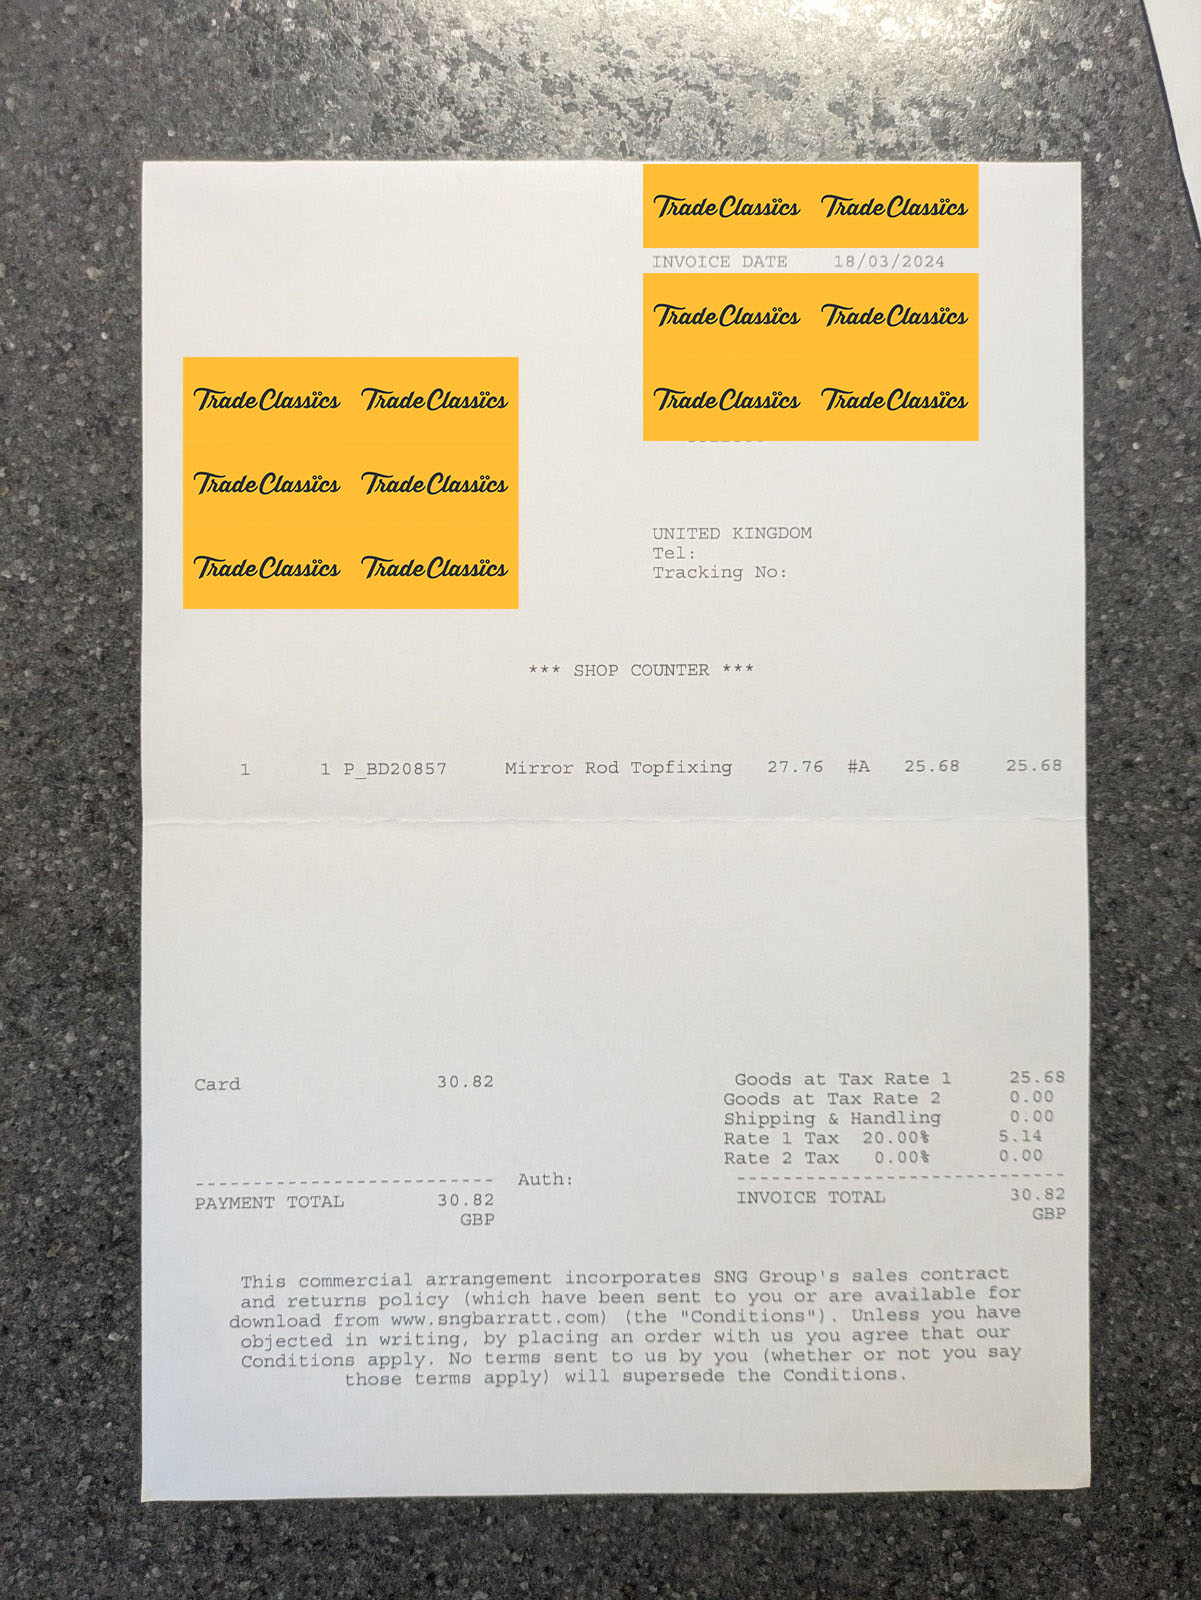 Trade Classics Trade Classics
INVOICE DATE 18/03/2024
Trade Classics Trade Classics
Trade Classics Trade Classics
Trade Classics Trade Classics
Trade Classics Trade Classics
Trade Classics Trade Classics
UNITED KINGDOM
Tel:
Tracking No:
*** SHOP COUNTER ***
1 1 P_BD20857 Mirror Rod Topfixing 27.76 #A 25.68 25.68
Card 30.82
Goods at Tax Rate 1 25.68
Goods at Tax Rate 2 0.00
Shipping & Handling 0.00
Rate 1 Tax 20.00% 5.14
Rate 2 Tax 0.00% 0.00
-------------------------- Auth: ----------------------------
PAYMENT TOTAL 30.82
GBP
INVOICE TOTAL 30.82
GBP
This commercial arrangement incorporates SNG Group's sales contract
and returns policy (which have been sent to you or are available for
download from www.sngbarratt.com) (the "Conditions"). Unless you have
objected in writing, by placing an order with us you agree that our
Conditions apply. No terms sent to us by you (whether or not you say
those terms apply) will supersede the Conditions.